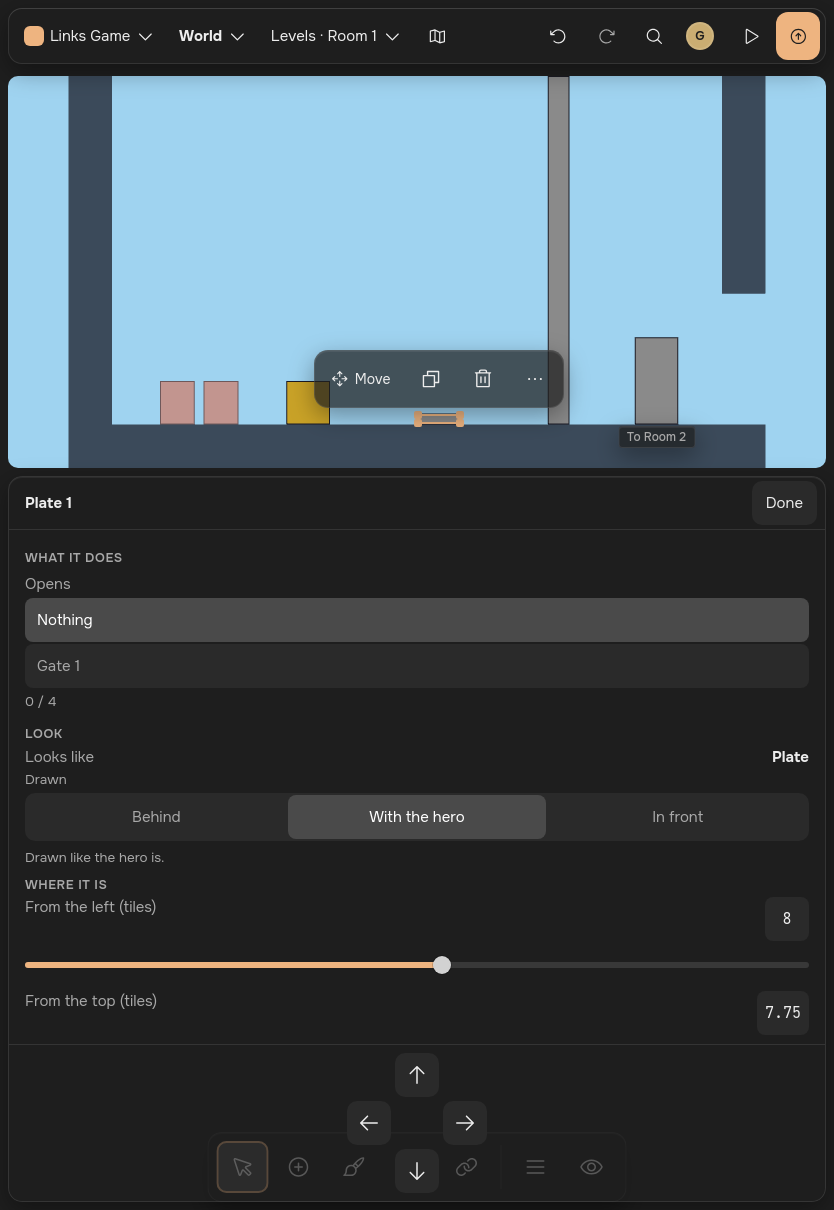 Links Game
World
Levels · Room 1
G
Move
To Room 2
Plate 1
Done
WHAT IT DOES
Opens
Nothing
Gate 1
0 / 4
LOOK
Looks like
Plate
Drawn
Behind
With the hero
In front
Drawn like the hero is.
WHERE IT IS
From the left (tiles)
8
From the top (tiles)
7.75